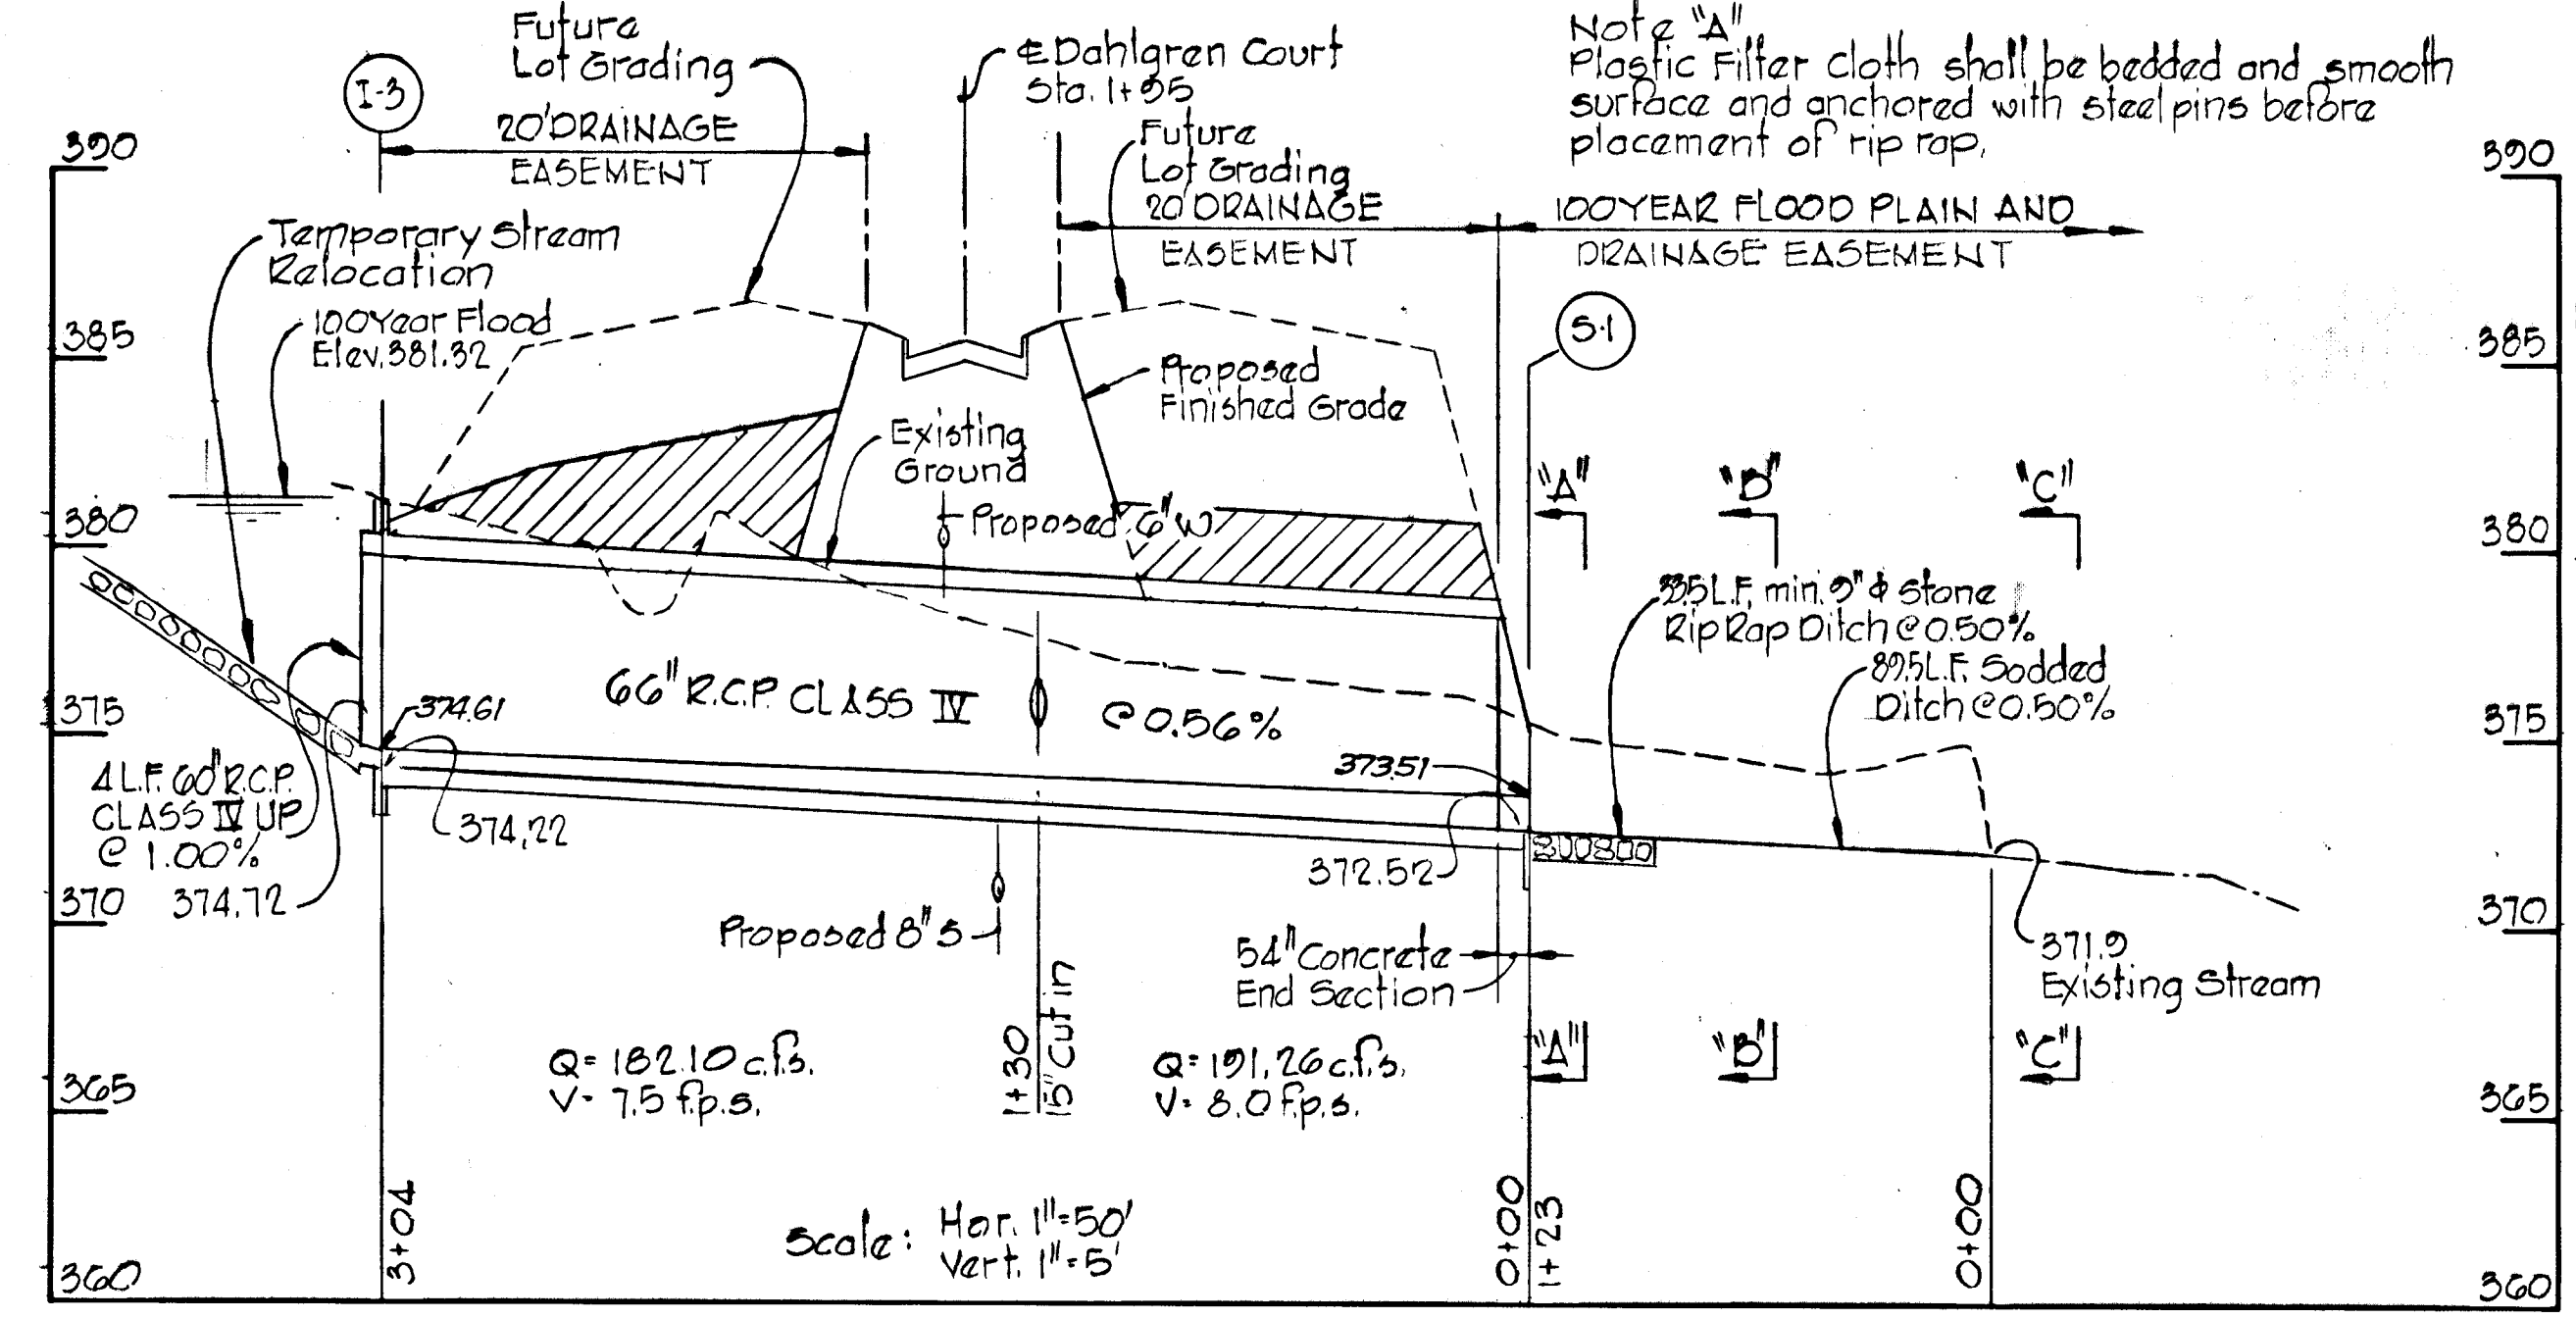 Future
Lot Grading
I-3
20' DRAINAGE
EASEMENT
℄ Dahlgren Court
Sta. 1+95
Future
Lot Grading
20' DRAINAGE
EASEMENT
Note "A"
Plastic Filter cloth shall be bedded and smooth
surface and anchored with steel pins before
placement of rip rap.
100 YEAR FLOOD PLAIN AND
DRAINAGE EASEMENT
390
385
380
375
370
365
360
390
385
380
375
370
365
360
Temporary Stream
Relocation
100 Year Flood
Elev. 381.32
S-1
Proposed
Finished Grade
Existing
Ground
Proposed 6" W
"A"
"B"
"C"
335 L.F. min. 9" ϕ Stone
Rip Rap Ditch @ 0.50%
89.5 L.F. Sodded
Ditch @ 0.50%
66" R.C.P. CLASS IV
@ 0.56%
374.61
373.51
4 L.F. 60" R.C.P.
CLASS IV UP
@ 1.00%
374.72
374.22
372.52
Proposed 8" S
54" Concrete
End Section
371.9
Existing Stream
1+30
15" Cut in
Q= 182.10 c.f.s.
V= 7.5 f.p.s.
Q= 191.26 c.f.s.
V= 8.0 f.p.s.
"A"
"B"
"C"
3+04
Scale: Hor. 1"=50'
Vert. 1"=5'
0+00
1+23
0+00